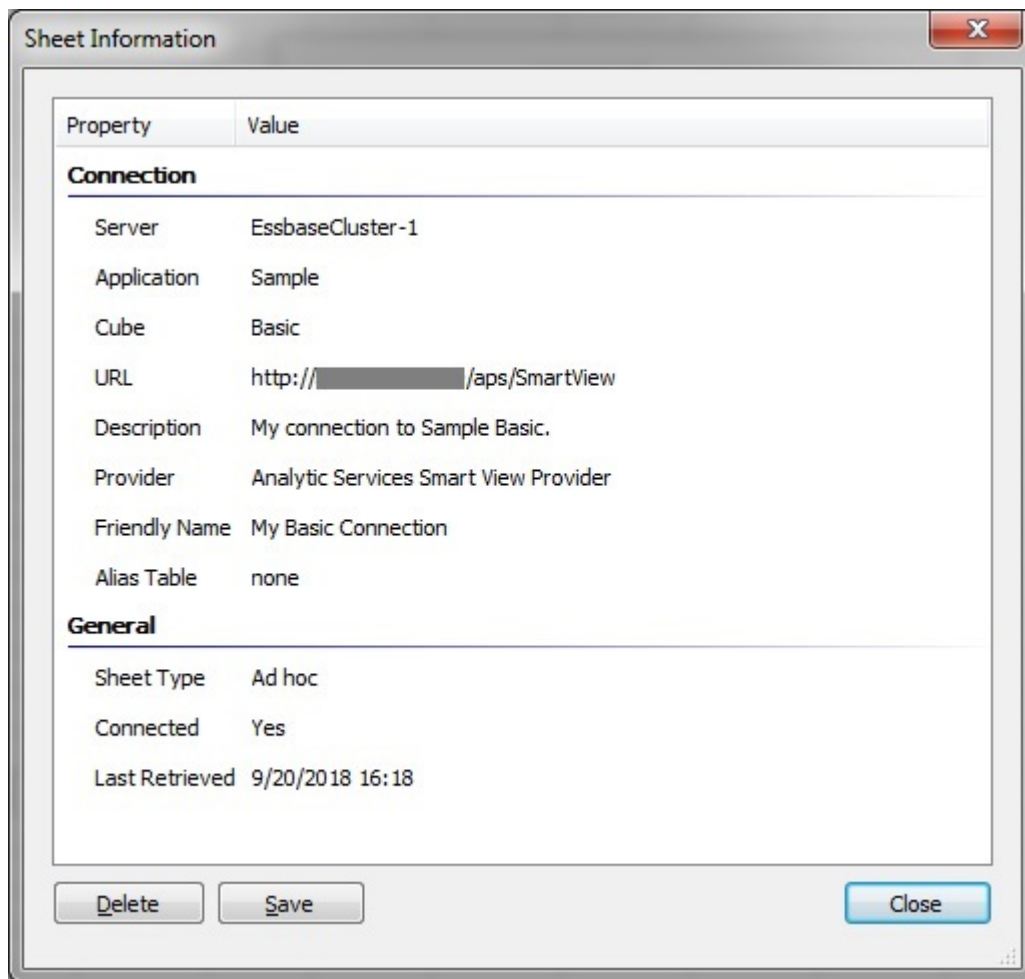 Sheet Information
Property Value
Connection
Server EssbaseCluster-1
Application Sample
Cube Basic
URL http:// /aps/SmartView
Description My connection to Sample Basic.
Provider Analytic Services Smart View Provider
Friendly Name My Basic Connection
Alias Table none
General
Sheet Type Ad hoc
Connected Yes
Last Retrieved 9/20/2018 16:18
Delete Save Close